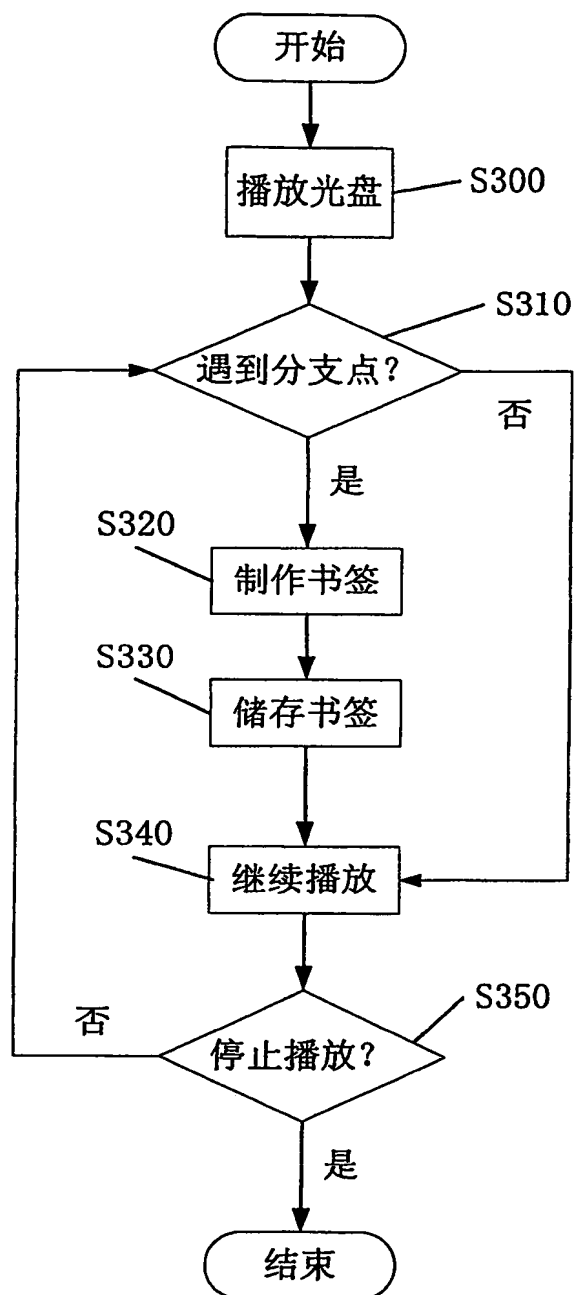 开始
播放光盘
S300
S310
遇到分支点?
否
是
S320
制作书签
S330
储存书签
S340
继续播放
S350
否
停止播放?
是
结束